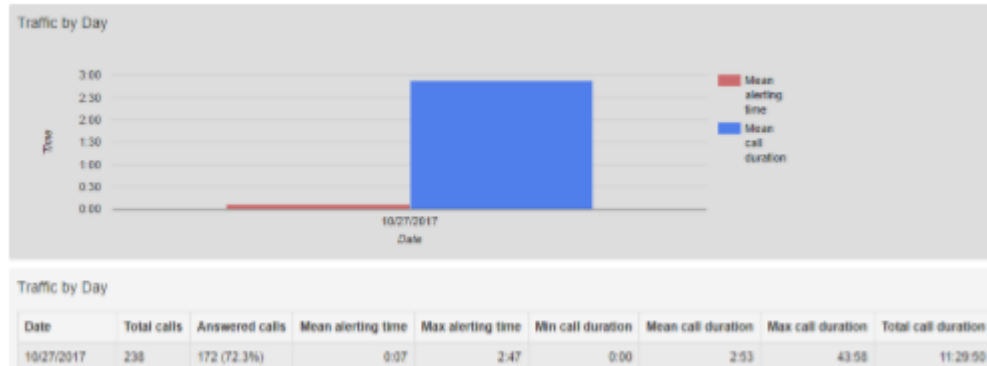 Traffic by Day
3:00
2:30
2:00
1:30
1:00
0:30
0:00
Time
10/27/2017
Date
Mean
alerting
time
Mean
call
duration
Traffic by Day
Date Total calls Answered calls Mean alerting time Max alerting time Min call duration Mean call duration Max call duration Total call duration
10/27/2017 238 172 (72.3%) 0:07 2:47 0:00 2:53 43:58 11:29:50